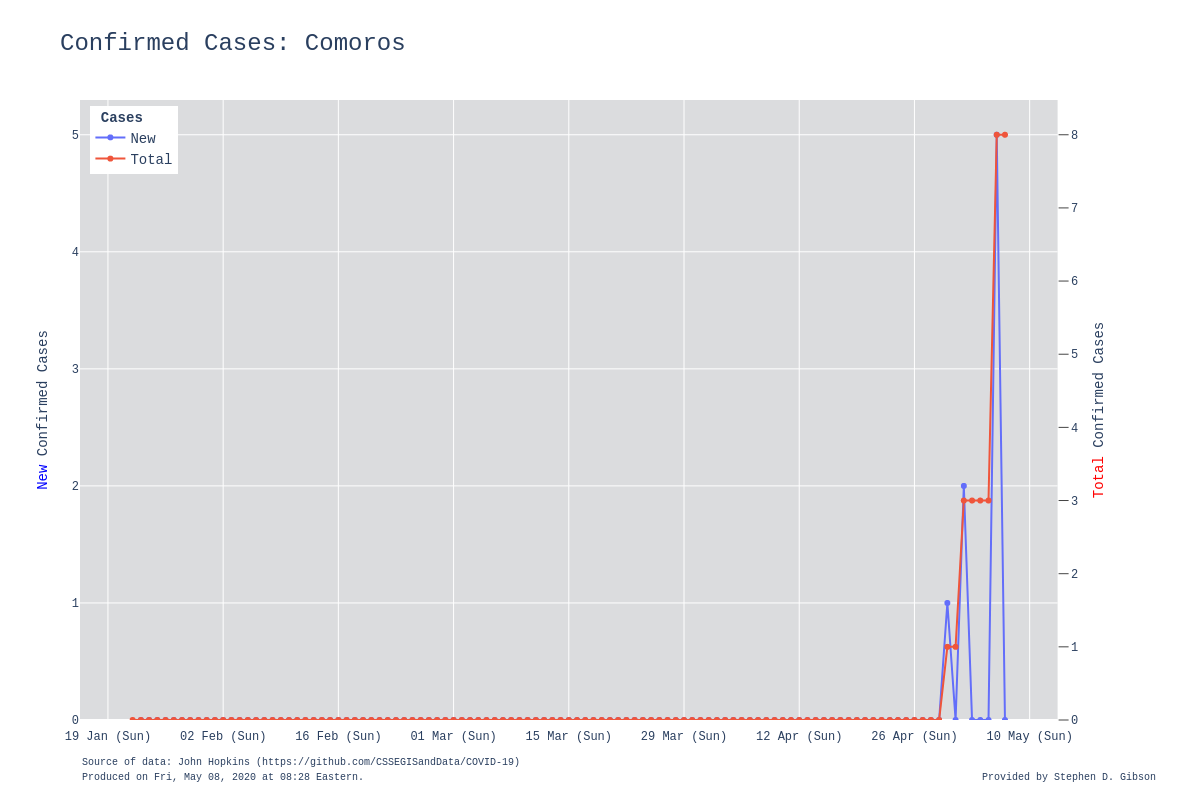 Confirmed Cases: Comoros
Cases
New
Total
5
4
3
2
1
0
New Confirmed Cases
8
7
6
5
4
3
2
1
0
Total Confirmed Cases
19 Jan (Sun) 02 Feb (Sun) 16 Feb (Sun) 01 Mar (Sun) 15 Mar (Sun) 29 Mar (Sun) 12 Apr (Sun) 26 Apr (Sun) 10 May (Sun)
Source of data: John Hopkins (https://github.com/CSSEGISandData/COVID-19)
Produced on Fri, May 08, 2020 at 08:28 Eastern.
Provided by Stephen D. Gibson